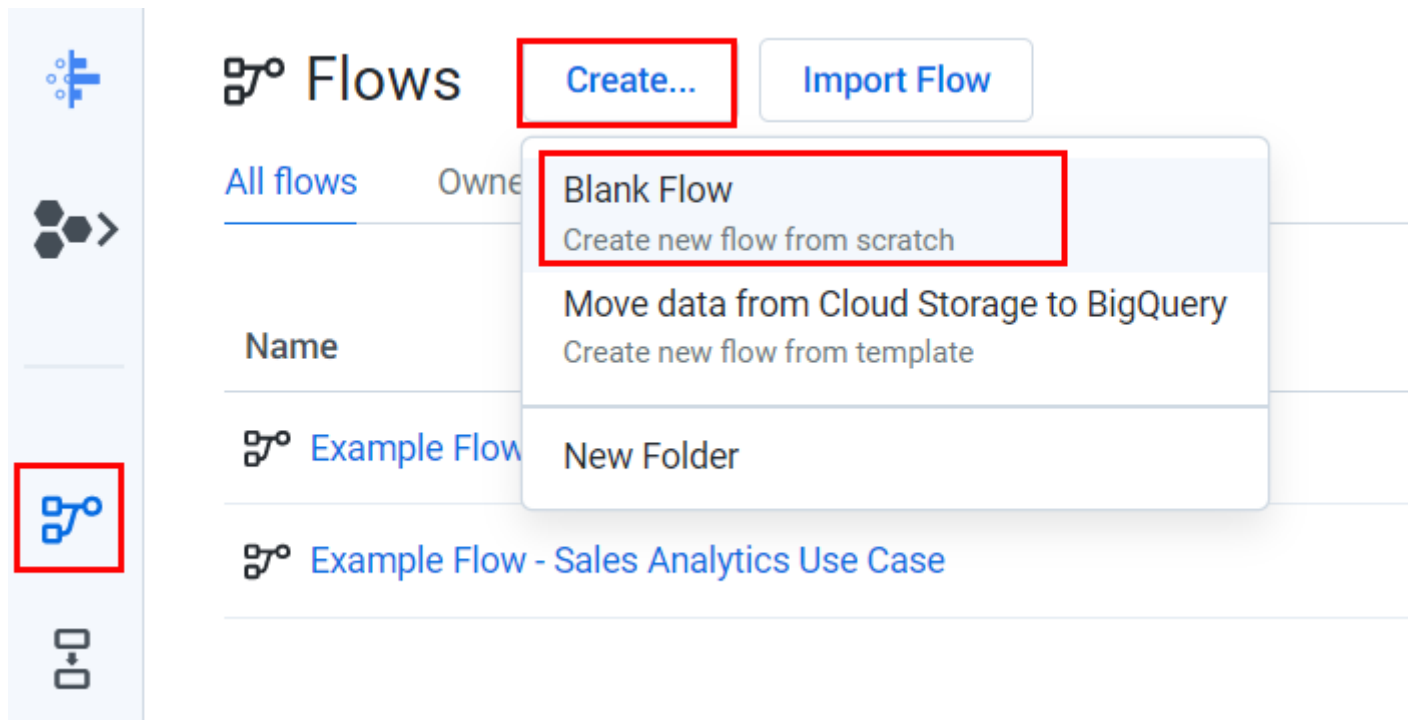 Flows
Create...
Import Flow
All flows
Owne
Blank Flow
Create new flow from scratch
Move data from Cloud Storage to BigQuery
Create new flow from template
Name
Example Flow
New Folder
Example Flow - Sales Analytics Use Case